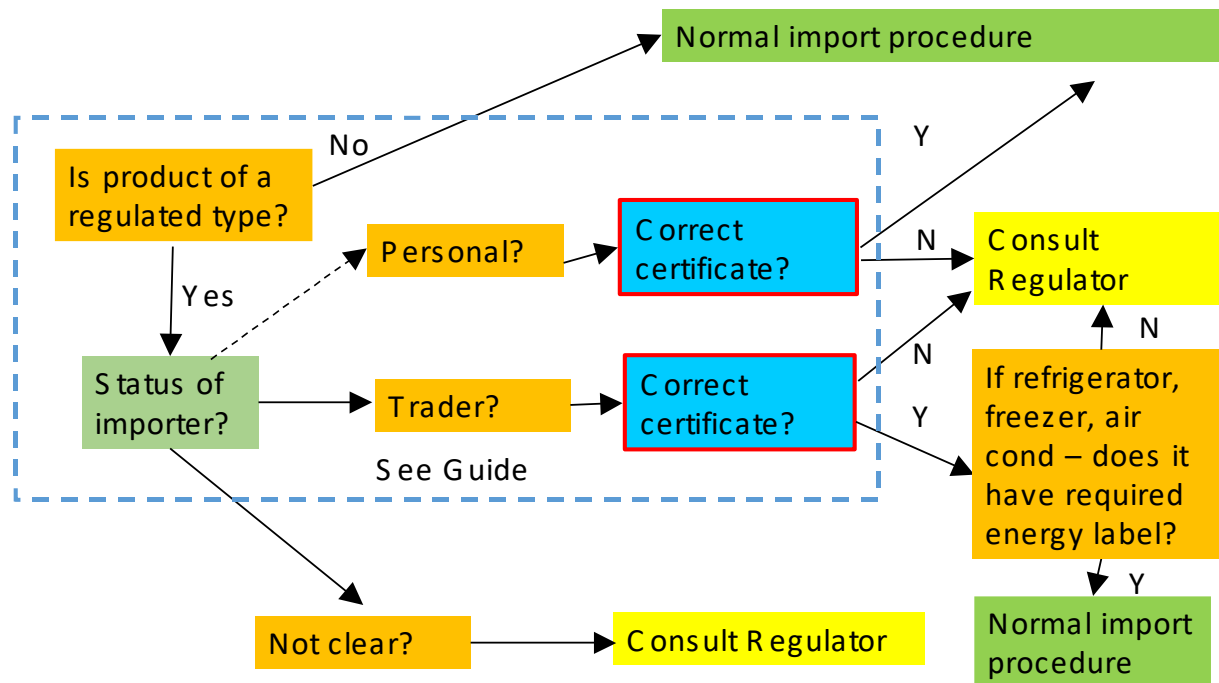 Normal import procedure
No
Y
Is product of a
regulated type?
Personal?
Correct
certificate?
N
Consult
Regulator
Yes
N
Status of
importer?
Trader?
Correct
certificate?
N
Y
If refrigerator,
freezer, air
cond – does it
have required
energy label?
See Guide
Y
Not clear?
Consult Regulator
Normal import
procedure